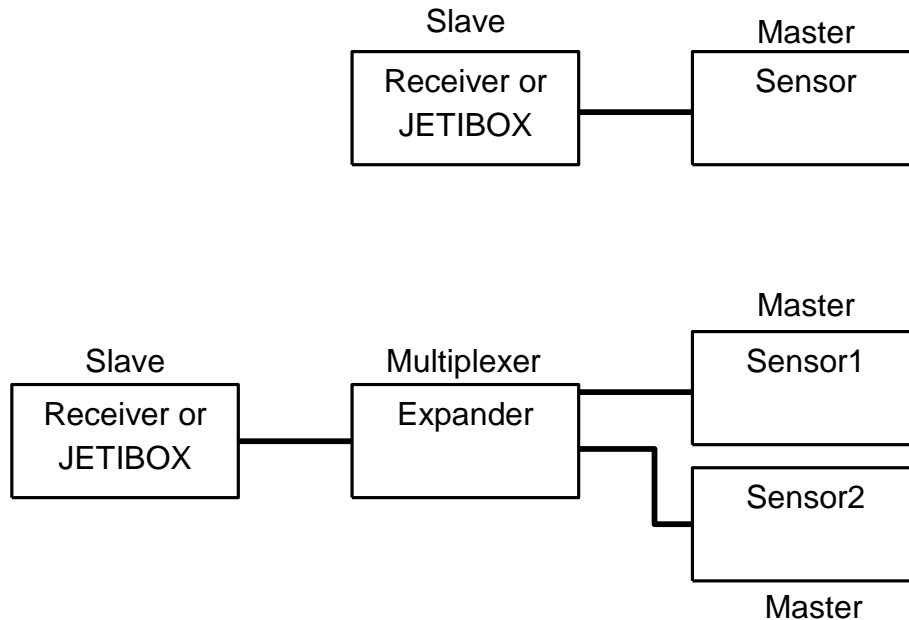 Slave
Master
Receiver or
JETIBOX
Sensor
Master
Slave
Multiplexer
Sensor1
Receiver or
JETIBOX
Expander
Sensor2
Master